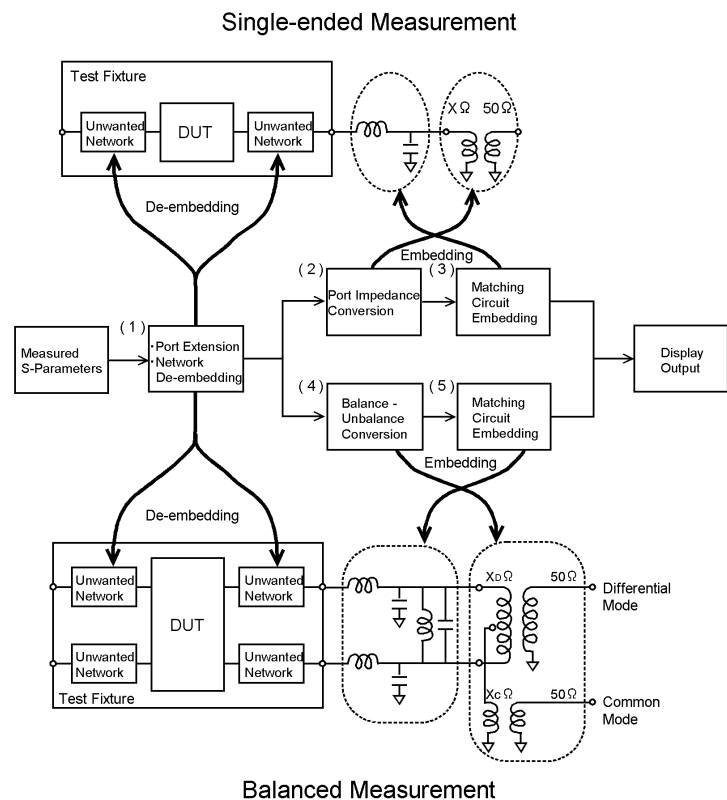 Single-ended Measurement
Test Fixture
Unwanted
Network
DUT
Unwanted
Network
XΩ
50Ω
De-embedding
Embedding
( 1 )
( 2 )
( 3 )
Measured
S-Parameters
・Port Extension
・Network
De-embedding
Port Impedance
Conversion
Matching
Circuit
Embedding
Display
Output
( 4 )
( 5 )
Balance -
Unbalance
Conversion
Matching
Circuit
Embedding
Embedding
De-embedding
Unwanted
Network
DUT
Unwanted
Network
Unwanted
Network
Unwanted
Network
Test Fixture
XDΩ
50Ω
Differential
Mode
XCΩ
50Ω
Common
Mode
Balanced Measurement